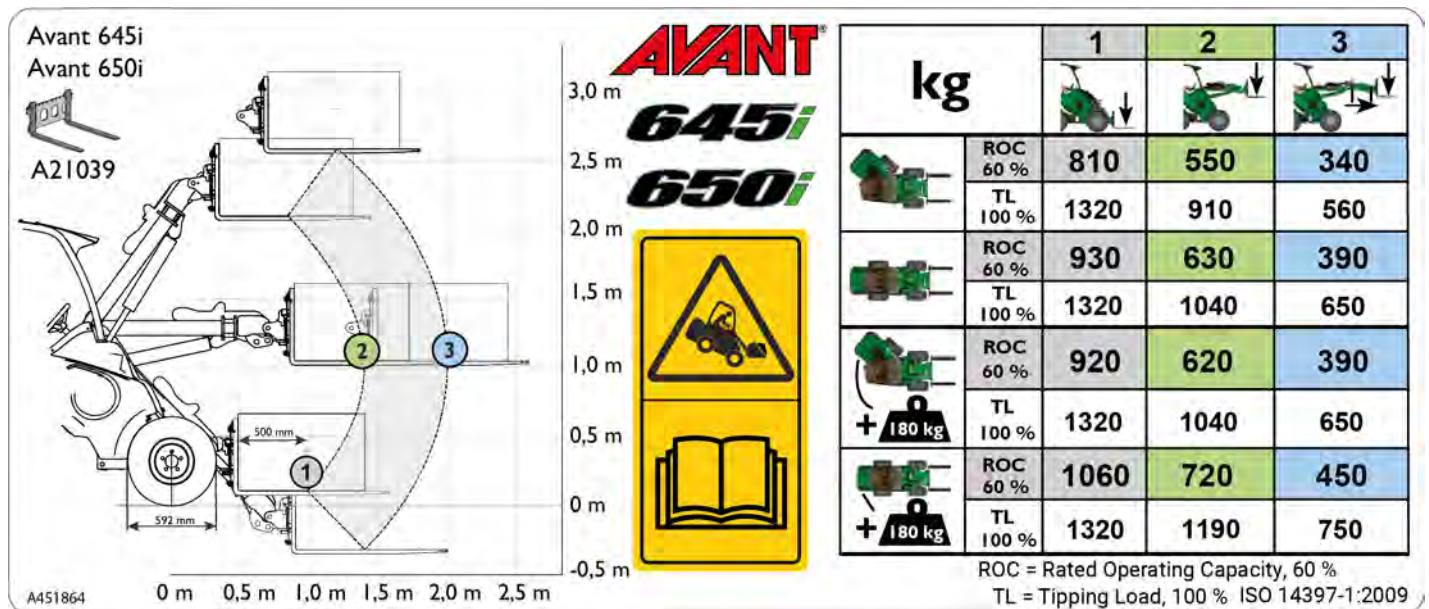 Avant 645i
Avant 650i
A21039
3,0 m
2,5 m
2,0 m
1,5 m
1,0 m
0,5 m
0 m
-0,5 m
2
3
500 mm
1
592 mm
0 m 0,5 m 1,0 m 1,5 m 2,0 m 2,5 m
A451864
AVANT®
645i
650i
kg 1 2 3
ROC 60 % 810 550 340
TL 100 % 1320 910 560
ROC 60 % 930 630 390
TL 100 % 1320 1040 650
ROC 60 % 920 620 390
+ 180 kg TL 100 % 1320 1040 650
ROC 60 % 1060 720 450
+ 180 kg TL 100 % 1320 1190 750
ROC = Rated Operating Capacity, 60 %
TL = Tipping Load, 100 % ISO 14397-1:2009